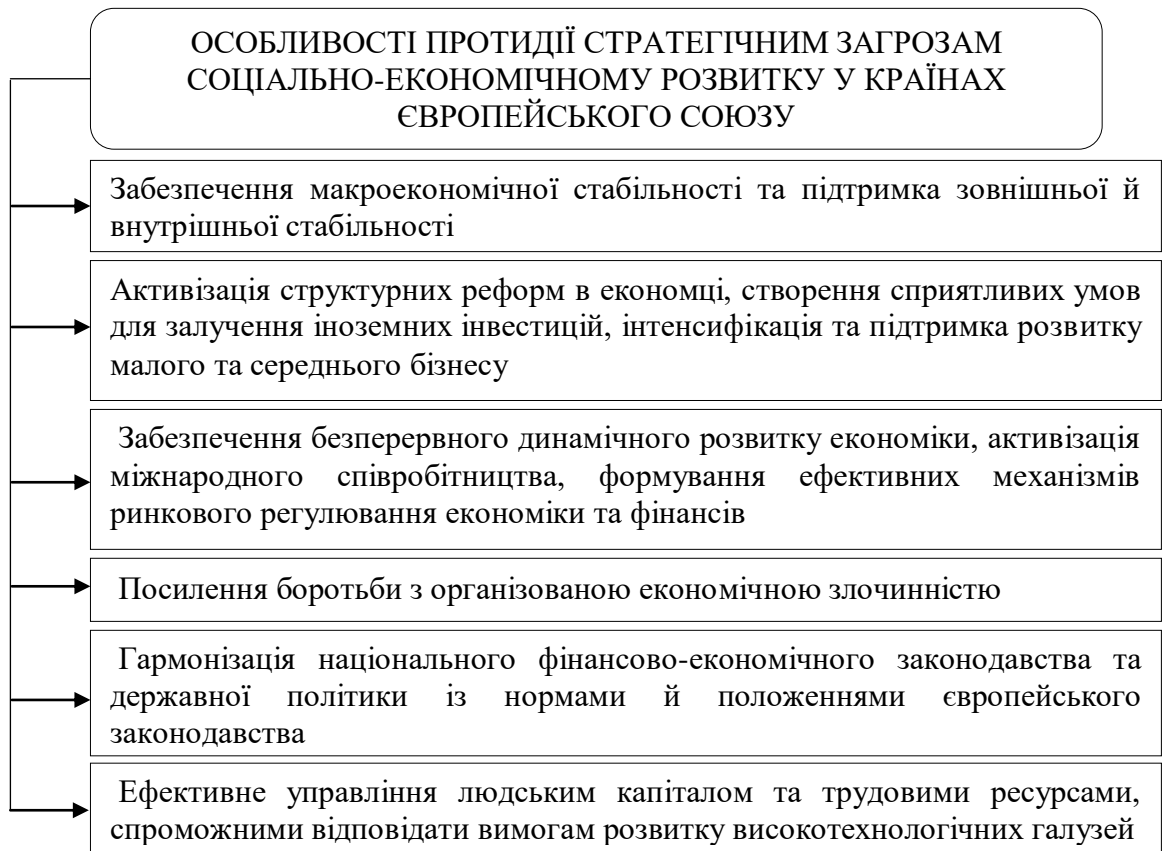 ОСОБЛИВОСТІ ПРОТИДІЇ СТРАТЕГІЧНИМ ЗАГРОЗАМ
СОЦІАЛЬНО-ЕКОНОМІЧНОМУ РОЗВИТКУ У КРАЇНАХ
ЄВРОПЕЙСЬКОГО СОЮЗУ
Забезпечення макроекономічної стабільності та підтримка зовнішньої й
внутрішньої стабільності
Активізація структурних реформ в економці, створення сприятливих умов
для залучення іноземних інвестицій, інтенсифікація та підтримка розвитку
малого та середнього бізнесу
Забезпечення безперервного динамічного розвитку економіки, активізація
міжнародного співробітництва, формування ефективних механізмів
ринкового регулювання економіки та фінансів
Посилення боротьби з організованою економічною злочинністю
Гармонізація національного фінансово-економічного законодавства та
державної політики із нормами й положеннями європейського
законодавства
Ефективне управління людським капіталом та трудовими ресурсами,
спроможними відповідати вимогам розвитку високотехнологічних галузей